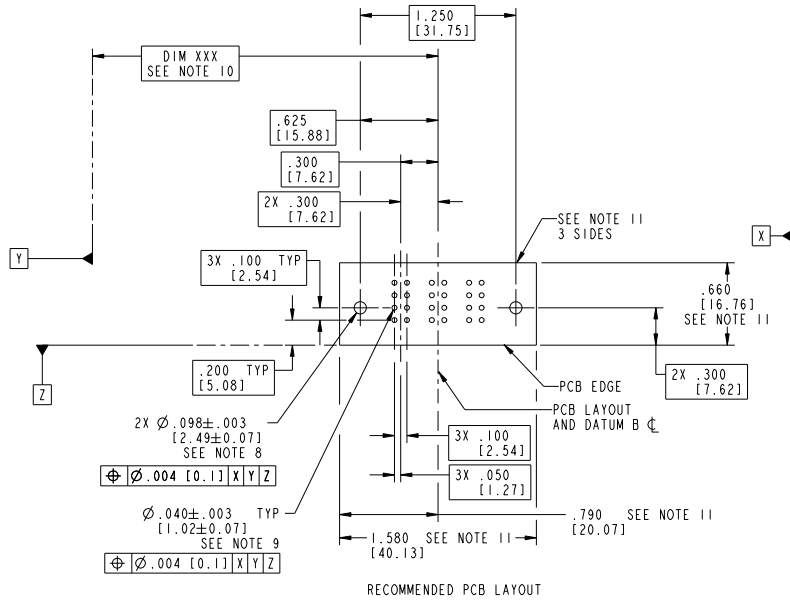 1.250
[31.75]
DIM XXX
SEE NOTE 10
.625
[15.88]
.300
[7.62]
2X .300
[7.62]
SEE NOTE 11
3 SIDES
X
Y
3X .100 TYP
[2.54]
.660
[16.76]
SEE NOTE 11
.200 TYP
[5.08]
Z
2X .300
[7.62]
PCB EDGE
PCB LAYOUT
AND DATUM B ℄
2X Ø.098±.003
[2.49±0.07]
SEE NOTE 8
⌖ Ø.004 [0.1] X Y Z
3X .100
[2.54]
3X .050
[1.27]
Ø.040±.003 TYP
[1.02±0.07]
SEE NOTE 9
⌖ Ø.004 [0.1] X Y Z
.790 SEE NOTE 11
[20.07]
1.580 SEE NOTE 11
[40.13]
RECOMMENDED PCB LAYOUT